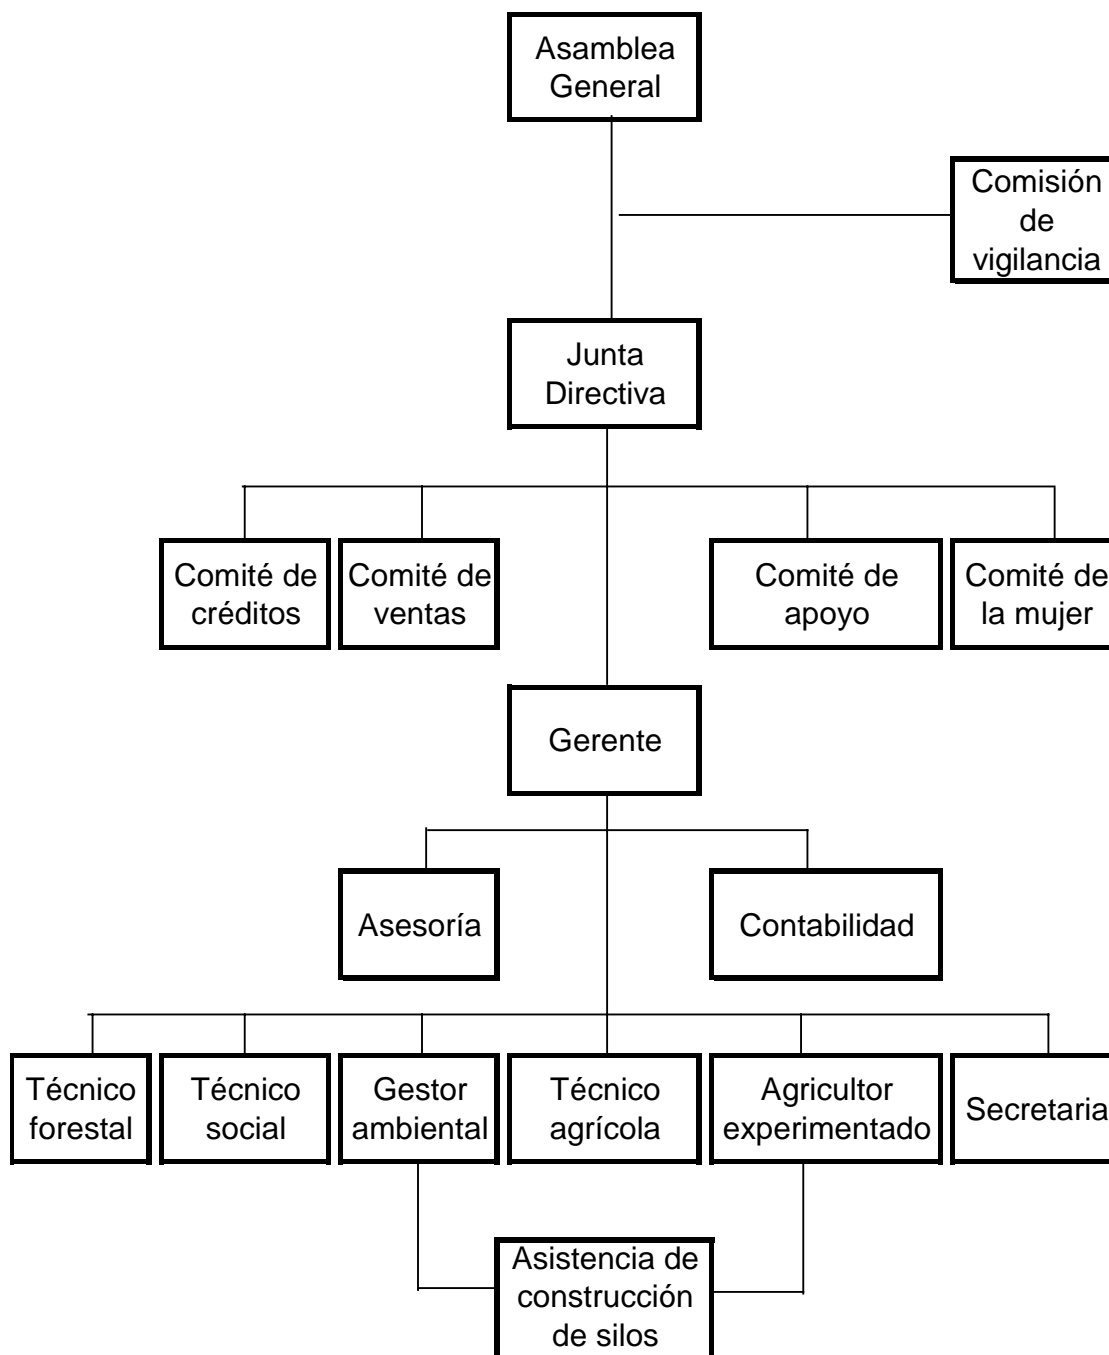 Asamblea
General
Comisión
de
vigilancia
Junta
Directiva
Comité de
créditos
Comité de
ventas
Comité de
apoyo
Comité de
la mujer
Gerente
Asesoría
Contabilidad
Técnico
forestal
Técnico
social
Gestor
ambiental
Técnico
agrícola
Agricultor
experimentado
Secretaria
Asistencia de
construcción
de silos